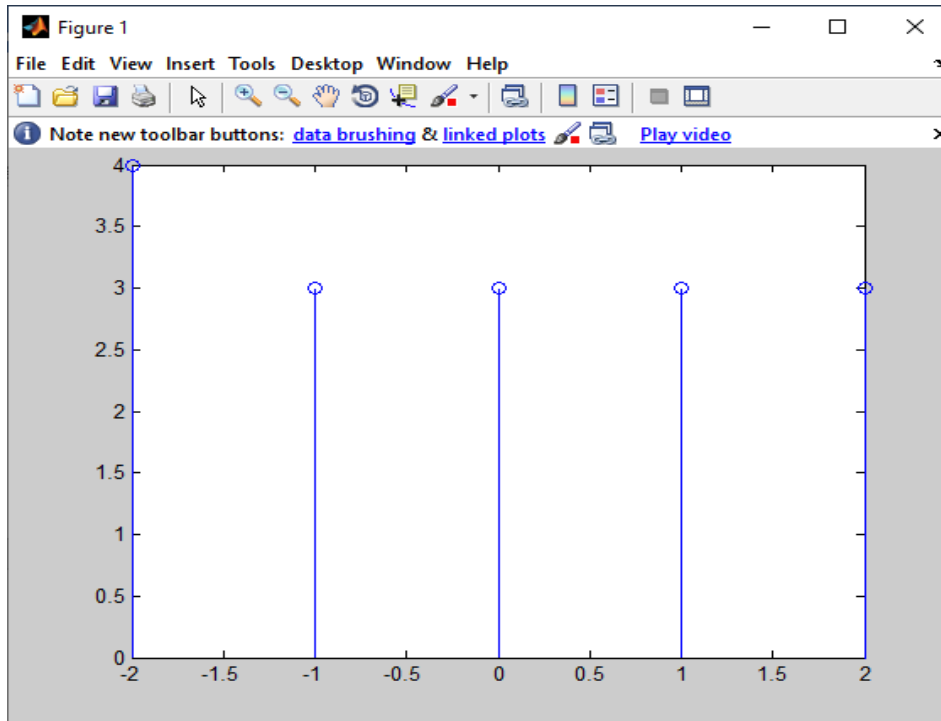 Figure 1
File Edit View Insert Tools Desktop Window Help
Note new toolbar buttons: data brushing & linked plots Play video
4
3.5
3
2.5
2
1.5
1
0.5
0
-2 -1.5 -1 -0.5 0 0.5 1 1.5 2